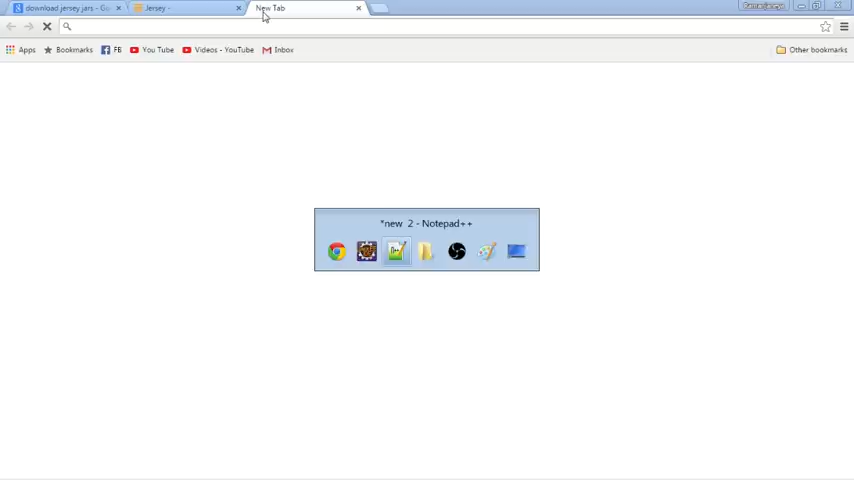 download jersey jars - Go
Jersey -
New Tab
Apps
Bookmarks
FB
You Tube
Videos - YouTube
Inbox
Other bookmarks
*new 2 - Notepad++